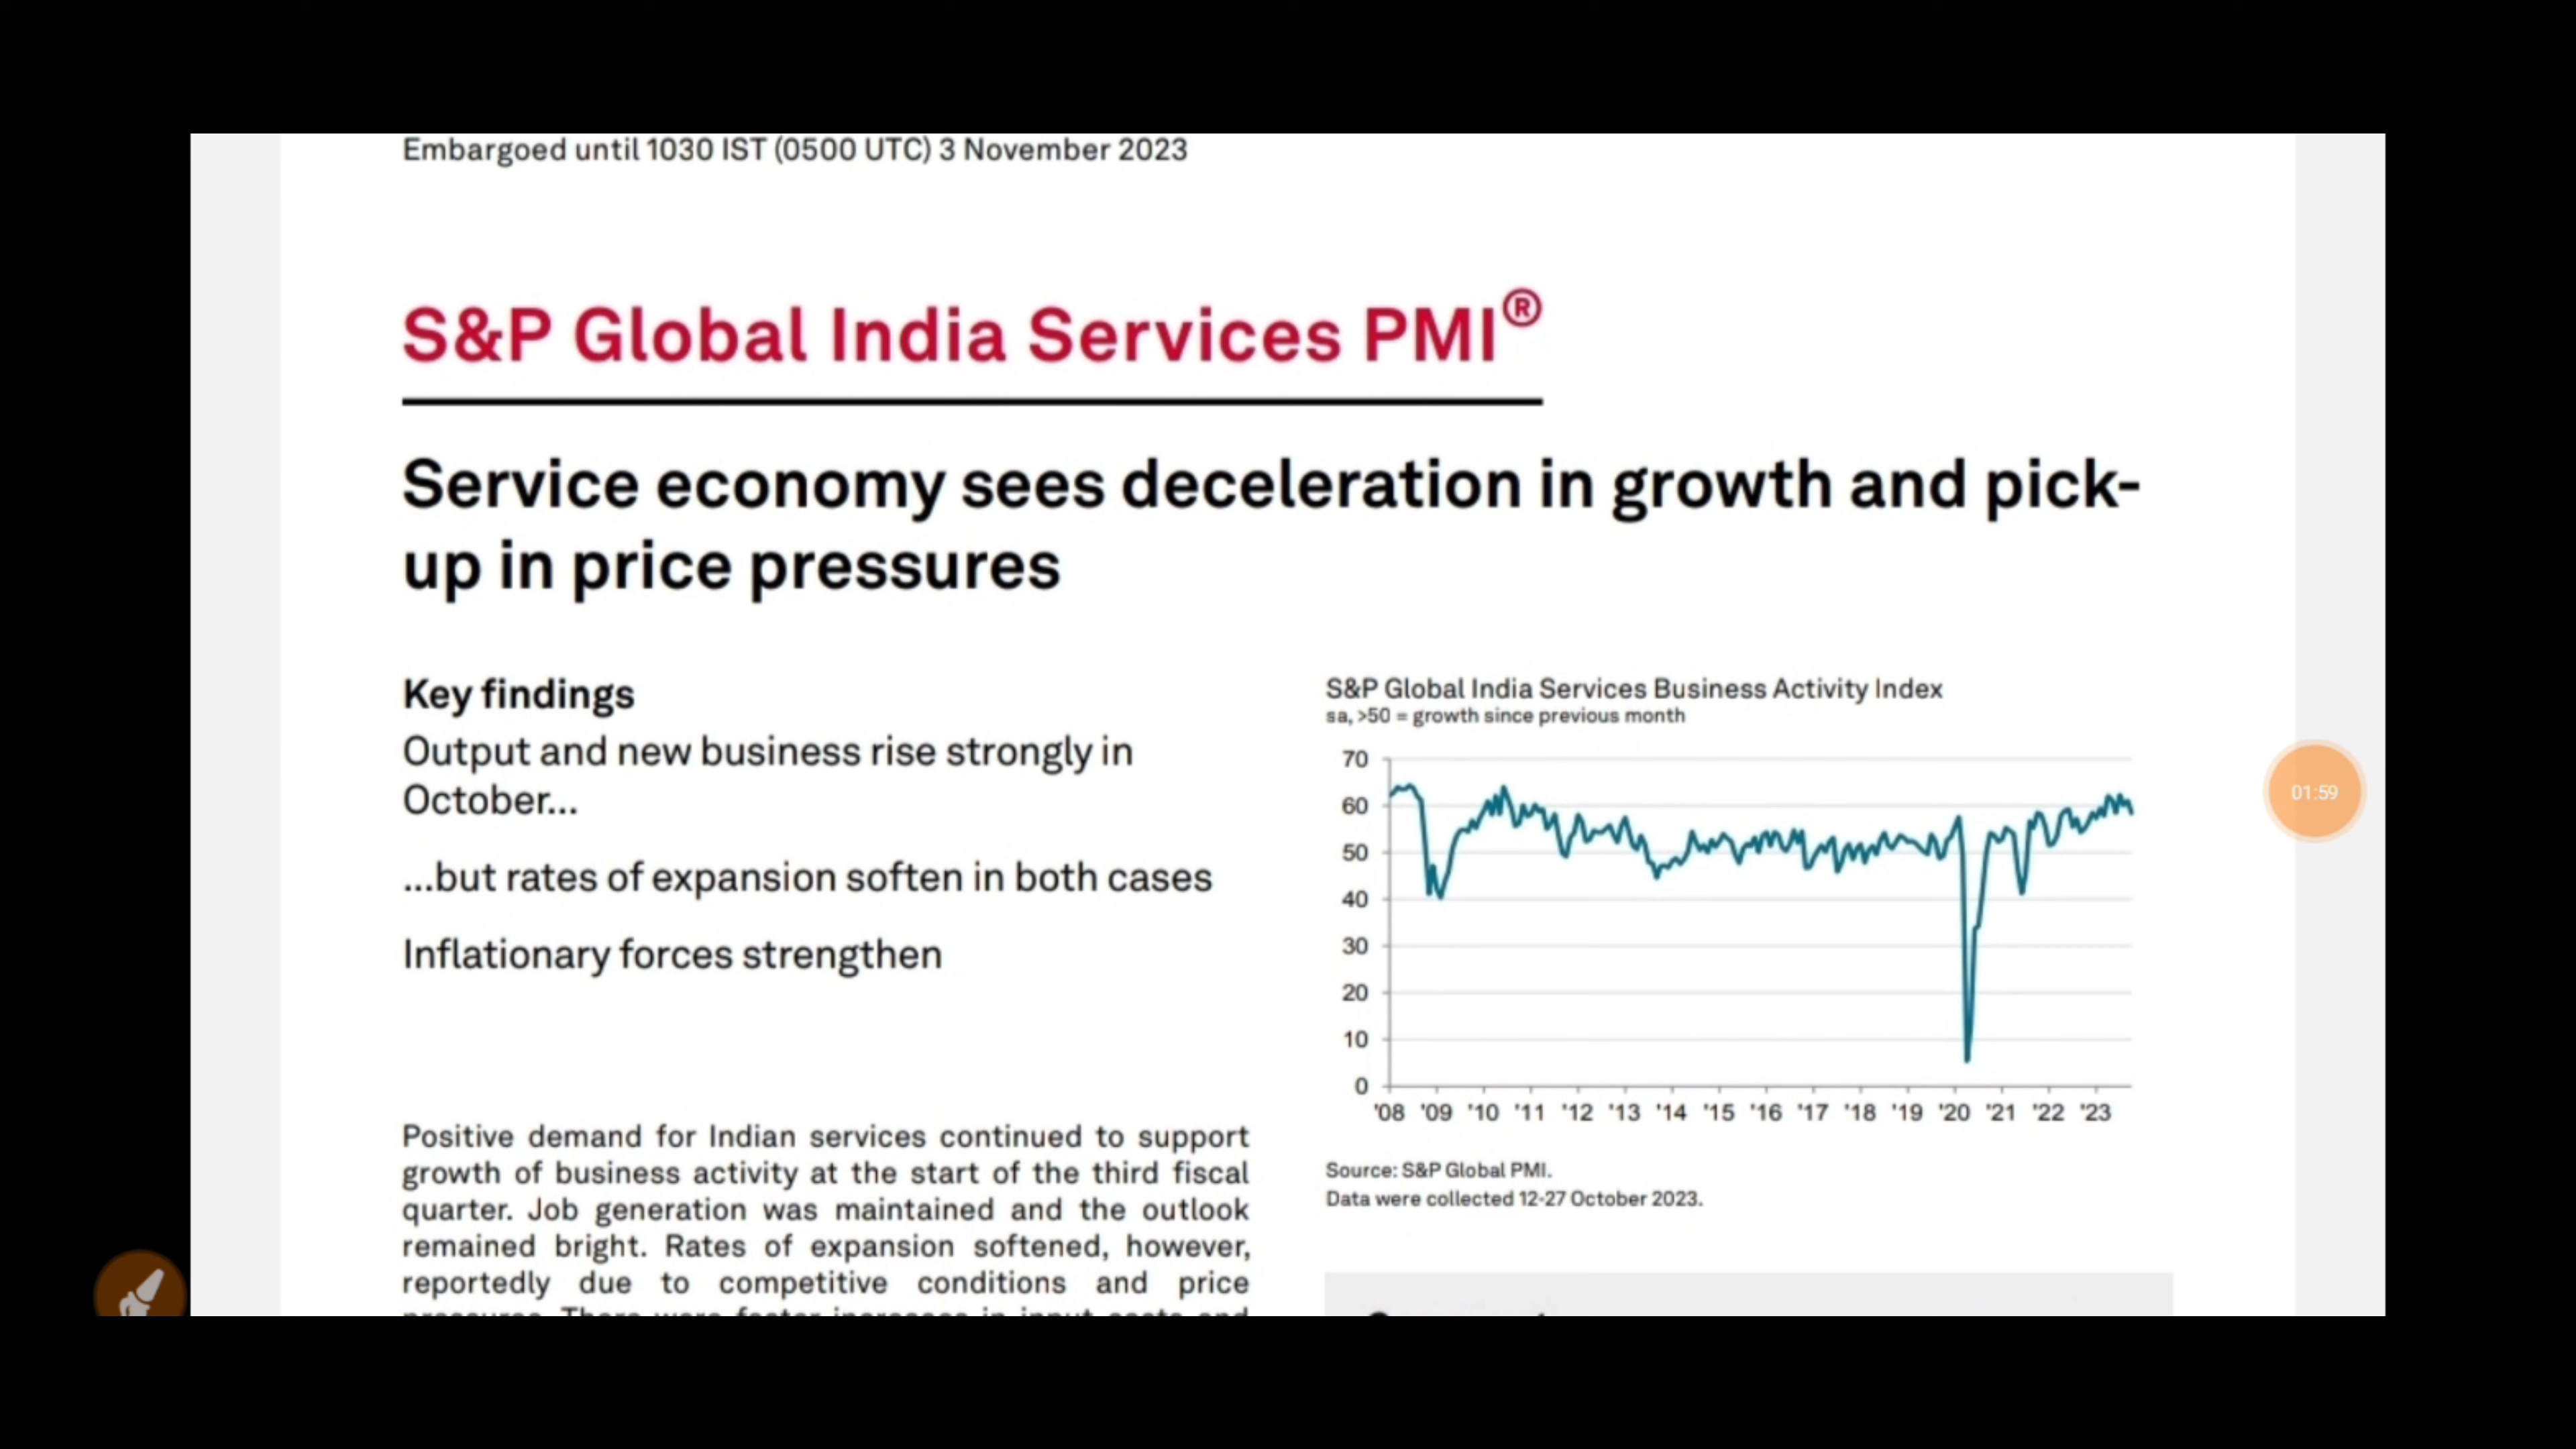 Embargoed until 1030 IST (0500 UTC) 3 November 2023
S&P Global India Services PMI®
Service economy sees deceleration in growth and pick-
up in price pressures
Key findings
Output and new business rise strongly in
October...
...but rates of expansion soften in both cases
Inflationary forces strengthen
Positive demand for Indian services continued to support
growth of business activity at the start of the third fiscal
quarter. Job generation was maintained and the outlook
remained bright. Rates of expansion softened, however,
reportedly due to competitive conditions and price
S&P Global India Services Business Activity Index
sa, >50 = growth since previous month
70
60
50
40
30
20
10
0
'08 '09 '10 '11 '12 '13 '14 '15 '16 '17 '18 '19 '20 '21 '22 '23
Source: S&P Global PMI.
Data were collected 12-27 October 2023.
01:59